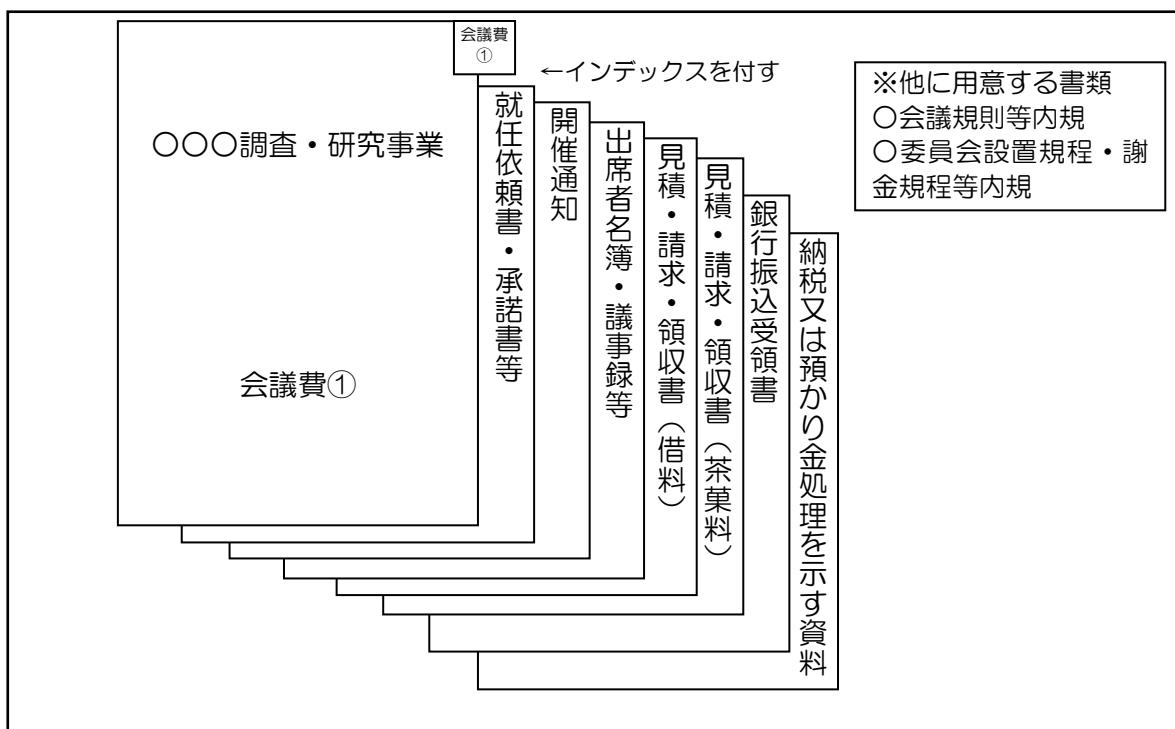 会議費
①
←インデックスを付す
〇〇〇調査・研究事業
会議費①
就任依頼書・承諾書等
開催通知
出席者名簿・議事録等
見積・請求・領収書（借料）
見積・請求・領収書（茶菓料）
銀行振込受領書
納税又は預かり金処理を示す資料
※他に用意する書類
〇会議規則等内規
〇委員会設置規程・謝
金規程等内規